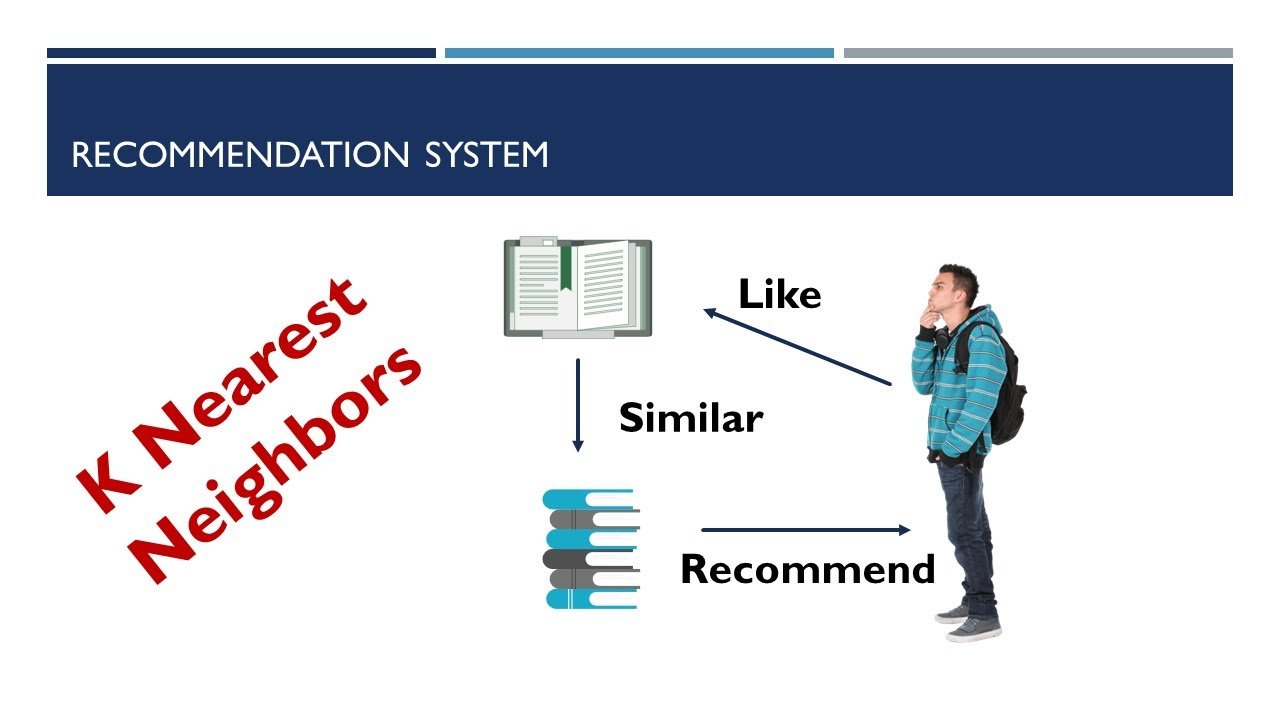 RECOMMENDATION SYSTEM
K Nearest
Neighbors
Like
Similar
Recommend